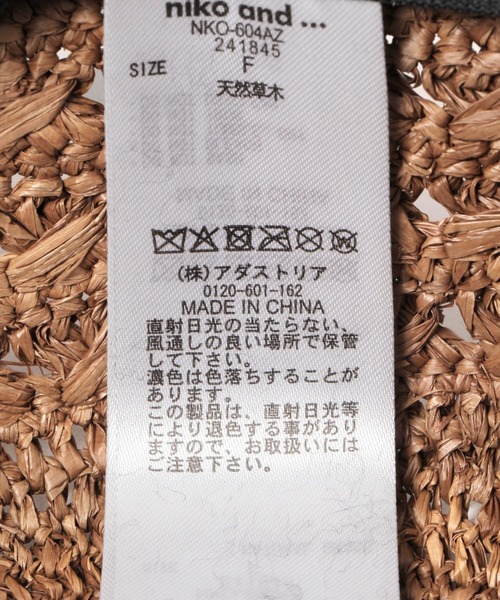 niko and ...
NKO-604AZ
241845
SIZE F
天然草木
(株)アダストリア
0120-601-162
MADE IN CHINA
直射日光の当たらない、
風通しの良い場所で保管
して下さい。
濃色は色落ちすることが
あります。
この製品は、直射日光等
により退色する事があり
ますので、お取扱いには
ご注意下さい。